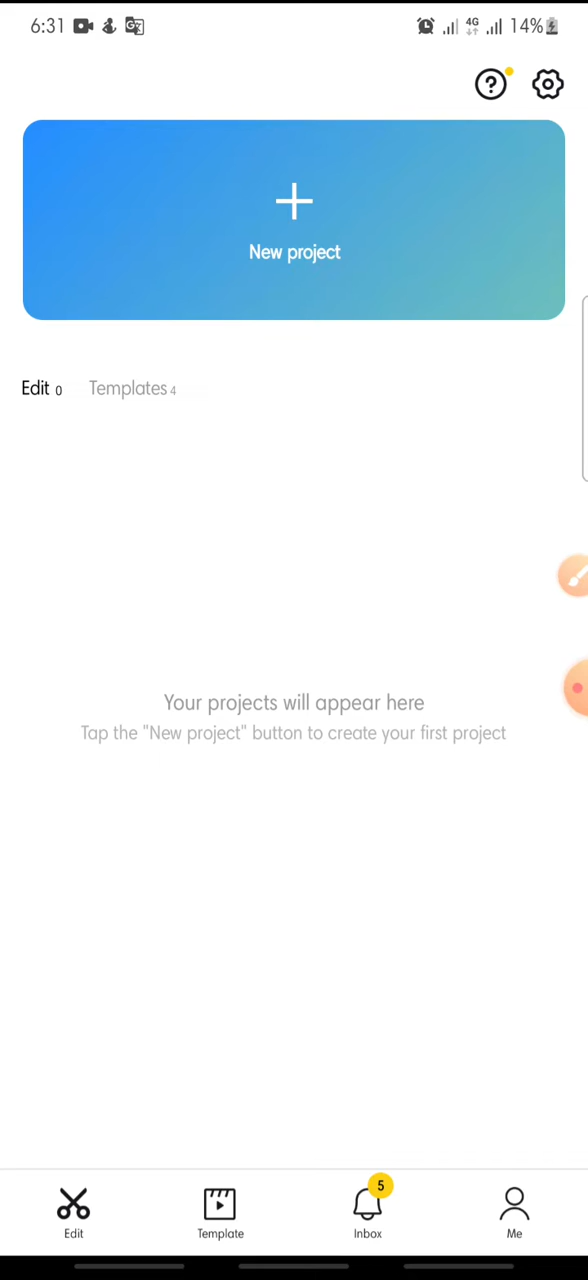 6:31 4G 14%
New project
Edit 0 Templates 4
Your projects will appear here
Tap the "New project" button to create your first project
5
Edit Template Inbox Me